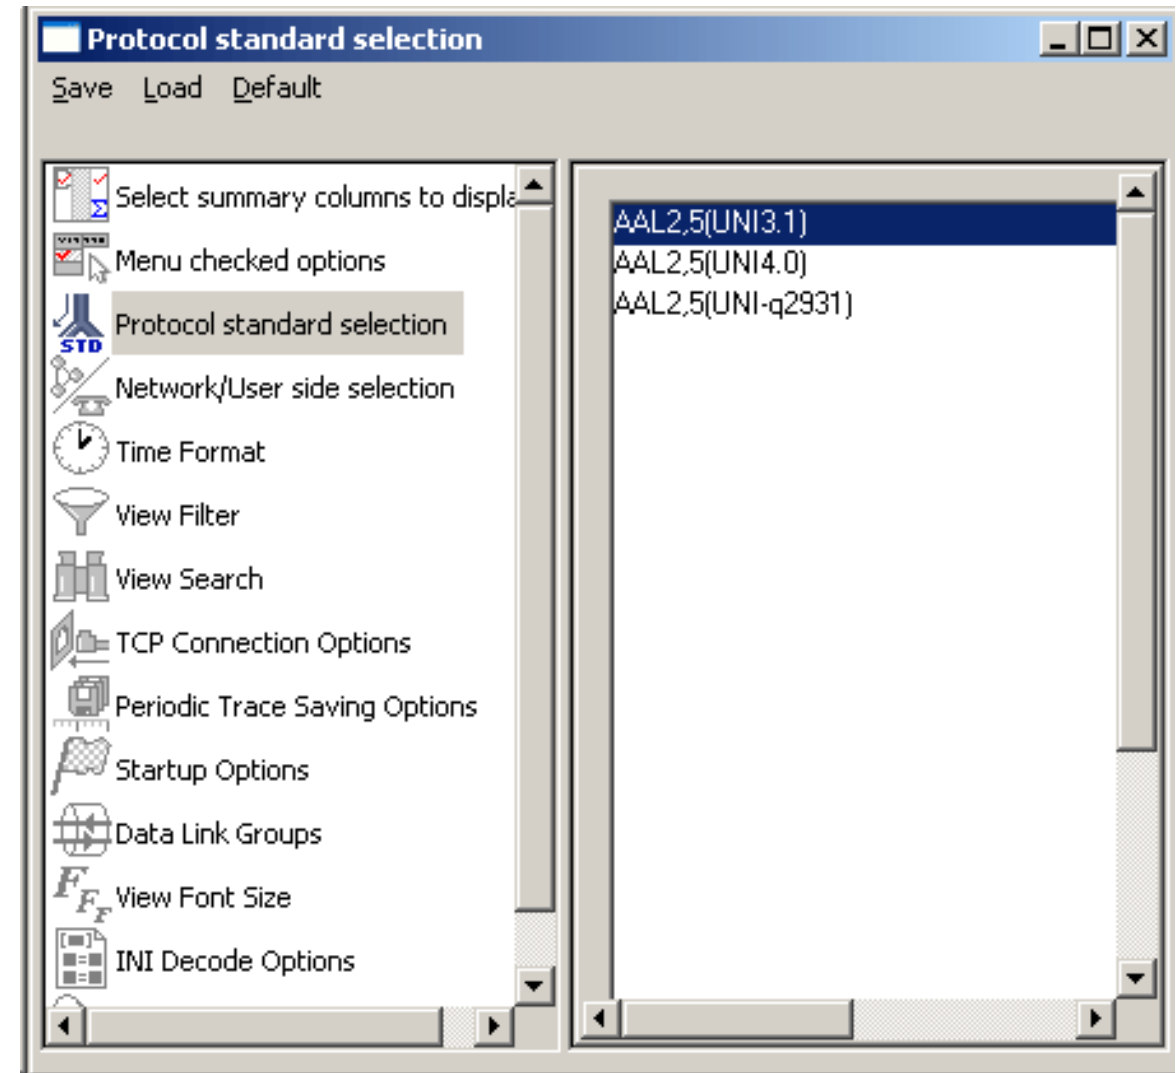 Protocol standard selection
Save Load Default
Select summary columns to displa
Menu checked options
Protocol standard selection
STD
Network/User side selection
Time Format
View Filter
View Search
TCP Connection Options
Periodic Trace Saving Options
Startup Options
Data Link Groups
View Font Size
INI Decode Options
AAL2,5(UNI3.1)
AAL2,5(UNI4.0)
AAL2,5(UNI-q2931)